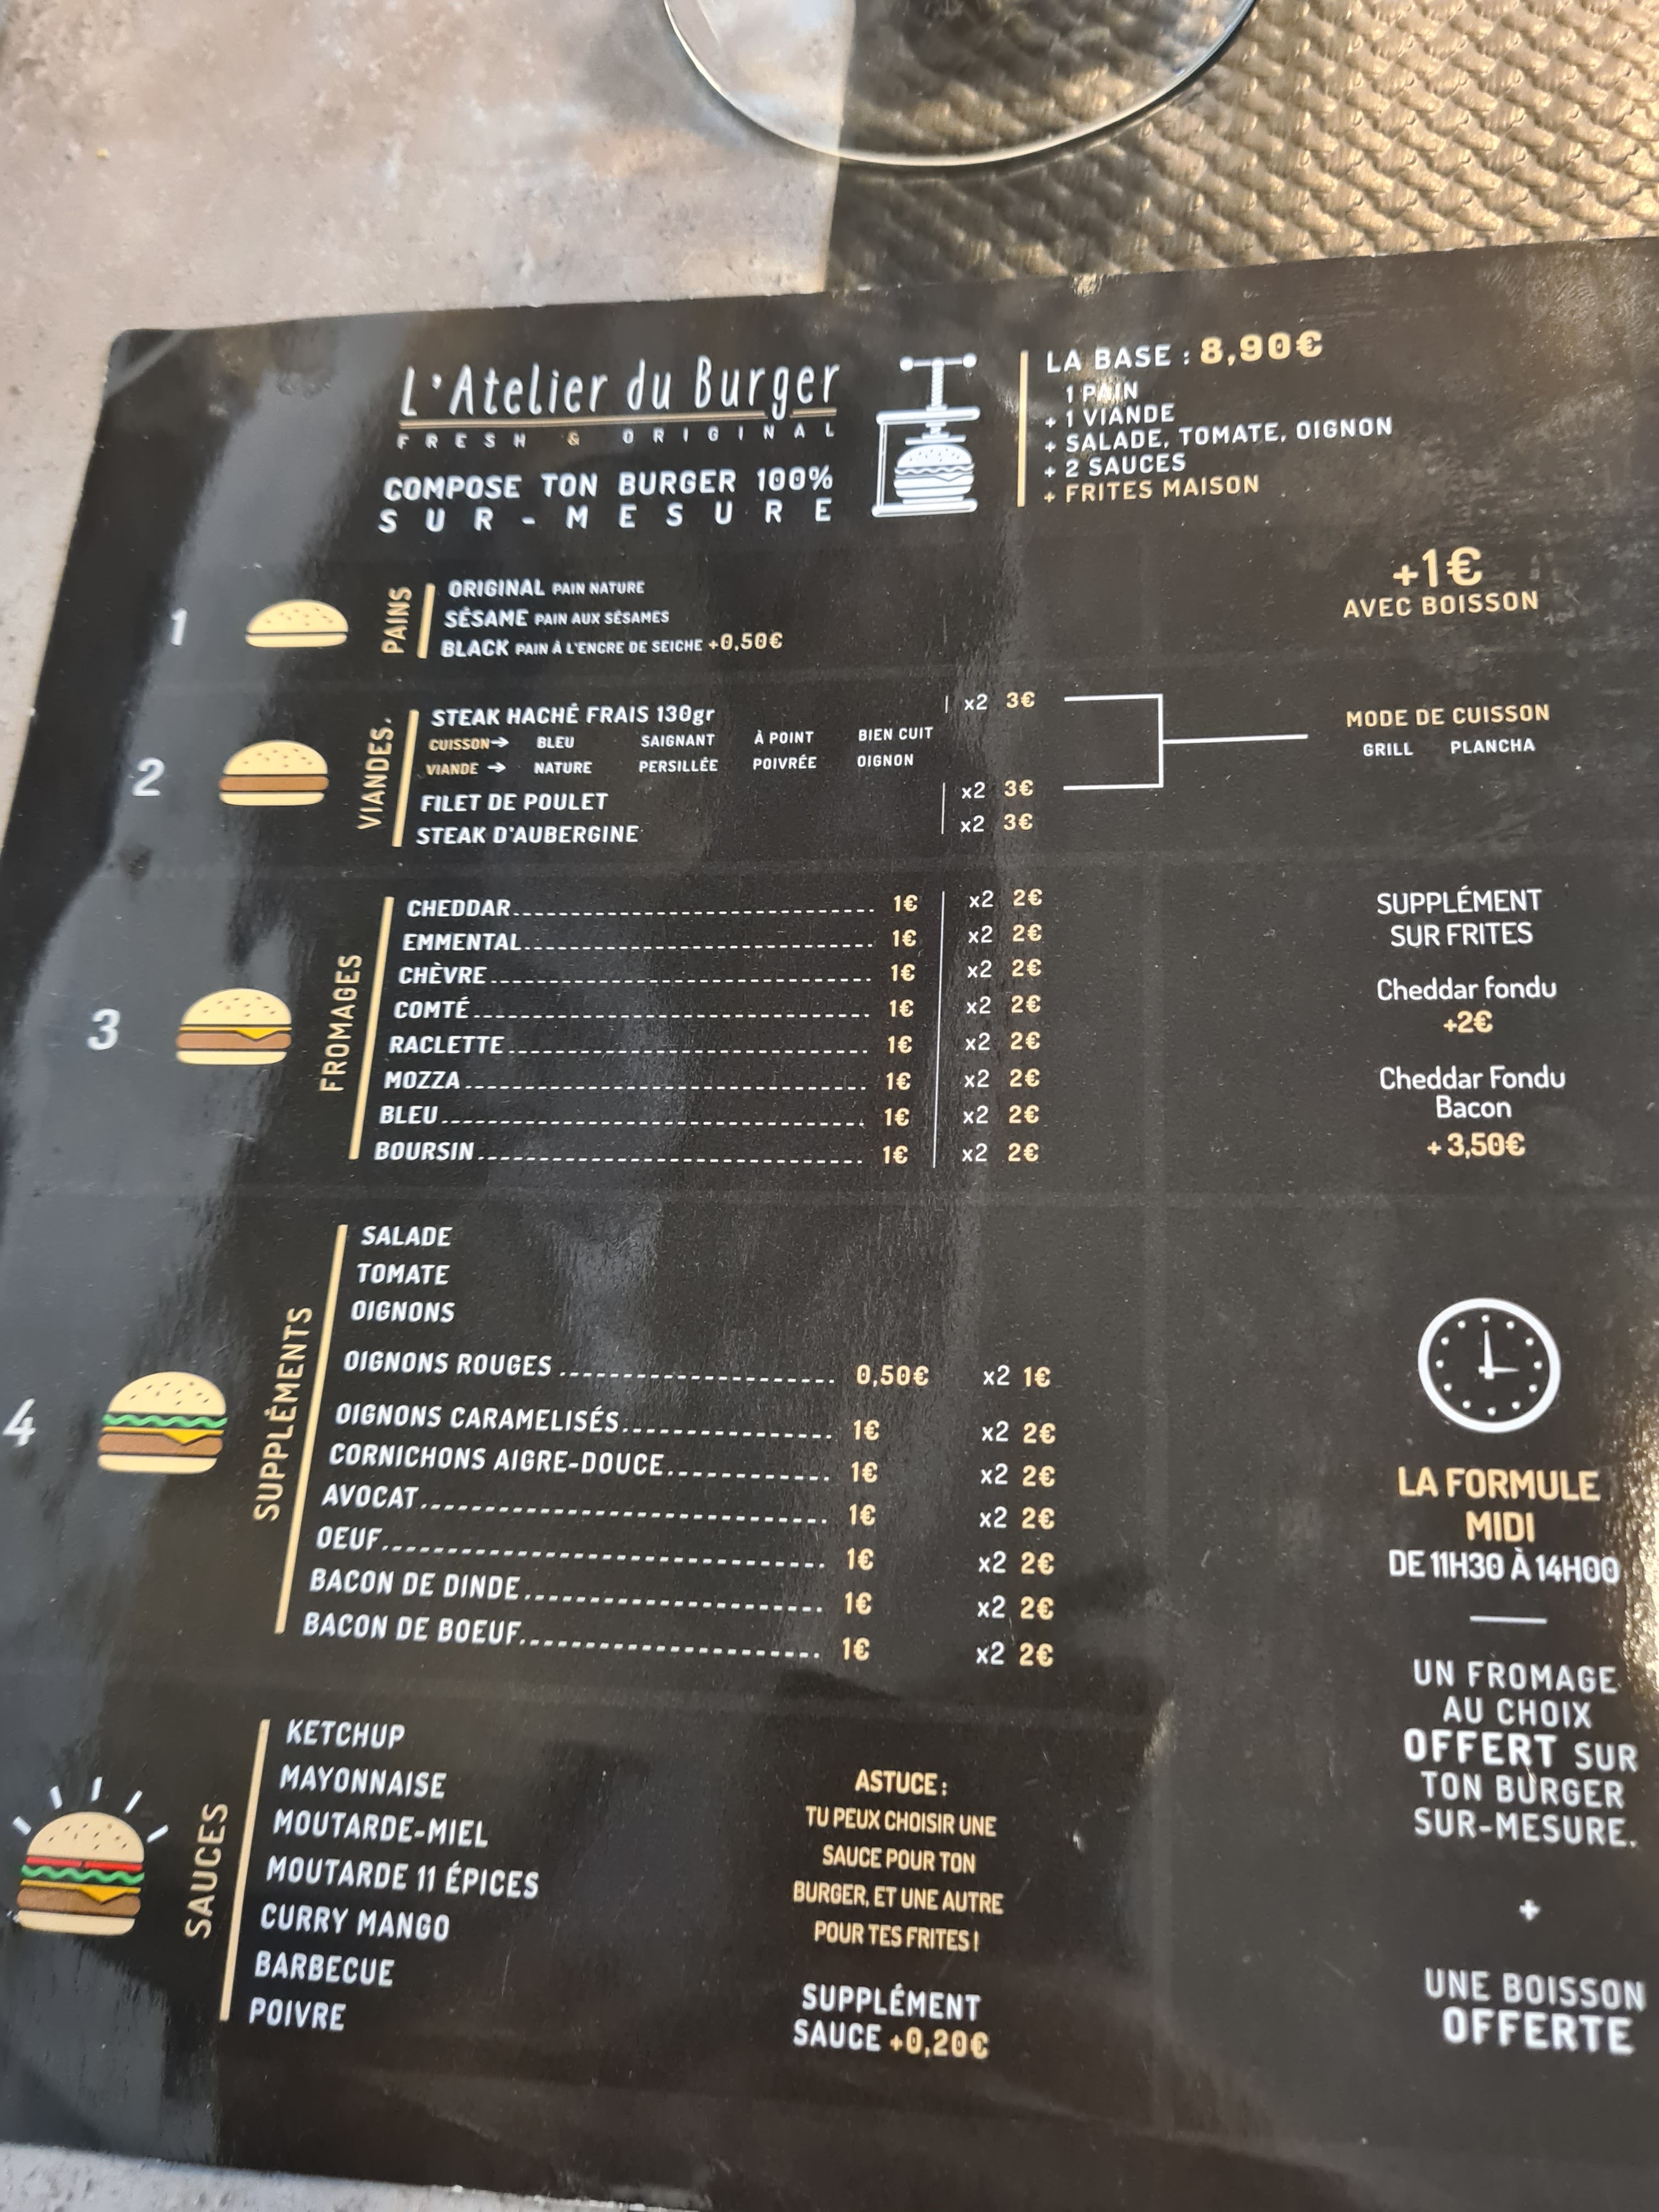 L'Atelier du Burger
FRESH & ORIGINAL
COMPOSE TON BURGER 100%
SUR-MESURE
LA BASE : 8,90€
1 PAIN
+ 1 VIANDE
+ SALADE, TOMATE, OIGNON
+ 2 SAUCES
+ FRITES MAISON
+1€
AVEC BOISSON
1
PAINS
ORIGINAL PAIN NATURE
SÉSAME PAIN AUX SÉSAMES
BLACK PAIN À L'ENCRE DE SEICHE +0,50€
2
VIANDES.
STEAK HACHÉ FRAIS 130gr x2 3€
CUISSON→ BLEU SAIGNANT À POINT BIEN CUIT
VIANDE → NATURE PERSILLÉE POIVRÉE OIGNON
FILET DE POULET x2 3€
STEAK D'AUBERGINE x2 3€
MODE DE CUISSON
GRILL PLANCHA
3
FROMAGES
CHEDDAR 1€ x2 2€
EMMENTAL 1€ x2 2€
CHÈVRE 1€ x2 2€
COMTÉ 1€ x2 2€
RACLETTE 1€ x2 2€
MOZZA 1€ x2 2€
BLEU 1€ x2 2€
BOURSIN 1€ x2 2€
SUPPLÉMENT
SUR FRITES
Cheddar fondu
+2€
Cheddar Fondu
Bacon
+ 3,50€
4
SUPPLÉMENTS
SALADE
TOMATE
OIGNONS
OIGNONS ROUGES 0,50€ x2 1€
OIGNONS CARAMELISÉS 1€ x2 2€
CORNICHONS AIGRE-DOUCE 1€ x2 2€
AVOCAT 1€ x2 2€
OEUF 1€ x2 2€
BACON DE DINDE 1€ x2 2€
BACON DE BOEUF 1€ x2 2€
LA FORMULE
MIDI
DE 11H30 À 14H00
UN FROMAGE
AU CHOIX
OFFERT SUR
TON BURGER
SUR-MESURE.
+
UNE BOISSON
OFFERTE
SAUCES
KETCHUP
MAYONNAISE
MOUTARDE-MIEL
MOUTARDE 11 ÉPICES
CURRY MANGO
BARBECUE
POIVRE
ASTUCE :
TU PEUX CHOISIR UNE
SAUCE POUR TON
BURGER, ET UNE AUTRE
POUR TES FRITES !
SUPPLÉMENT
SAUCE +0,20€